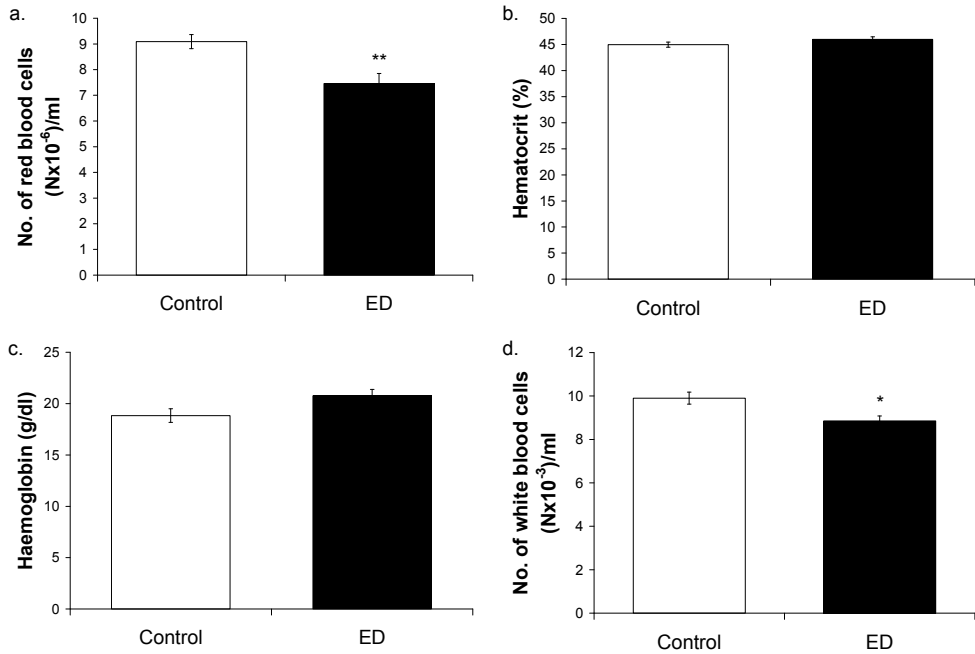 a.
No. of red blood cells
(Nx10⁻⁶)/ml
10
9
8
7
6
5
4
3
2
1
0
**
Control
ED
b.
Hematocrit (%)
50
45
40
35
30
25
20
15
10
5
0
Control
ED
c.
Haemoglobin (g/dl)
25
20
15
10
5
0
Control
ED
d.
No. of white blood cells
(Nx10⁻³)/ml
12
10
8
6
4
2
0
*
Control
ED